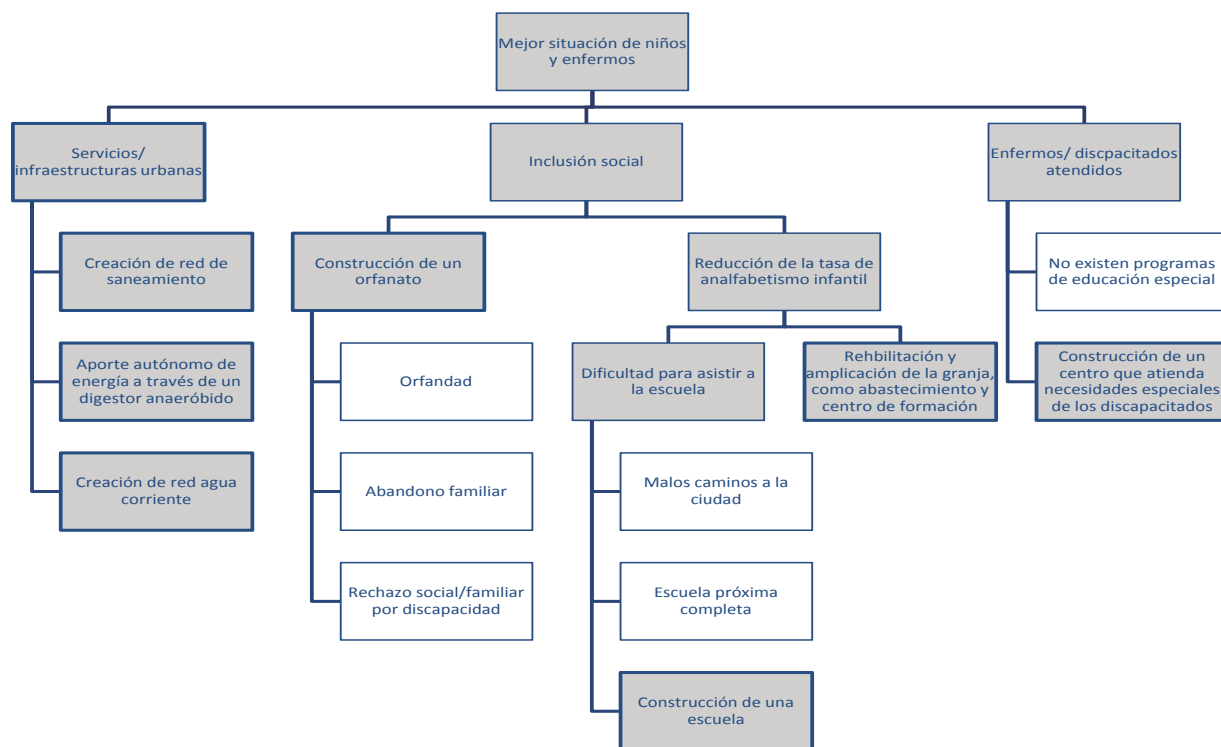 Mejor situación de niños
y enfermos
Servicios/
infraestructuras urbanas
Inclusión social
Enfermos/ discpacitados
atendidos
Creación de red de
saneamiento
Construcción de un
orfanato
Reducción de la tasa de
analfabetismo infantil
No existen programas
de educación especial
Aporte autónomo de
energía a través de un
digestor anaeróbido
Orfandad
Dificultad para asistir a
la escuela
Rehbilitación y
amplicación de la granja,
como abastecimiento y
centro de formación
Construcción de un
centro que atienda
necesidades especiales
de los discapacitados
Creación de red agua
corriente
Abandono familiar
Malos caminos a la
ciudad
Rechazo social/familiar
por discapacidad
Escuela próxima
completa
Construcción de una
escuela